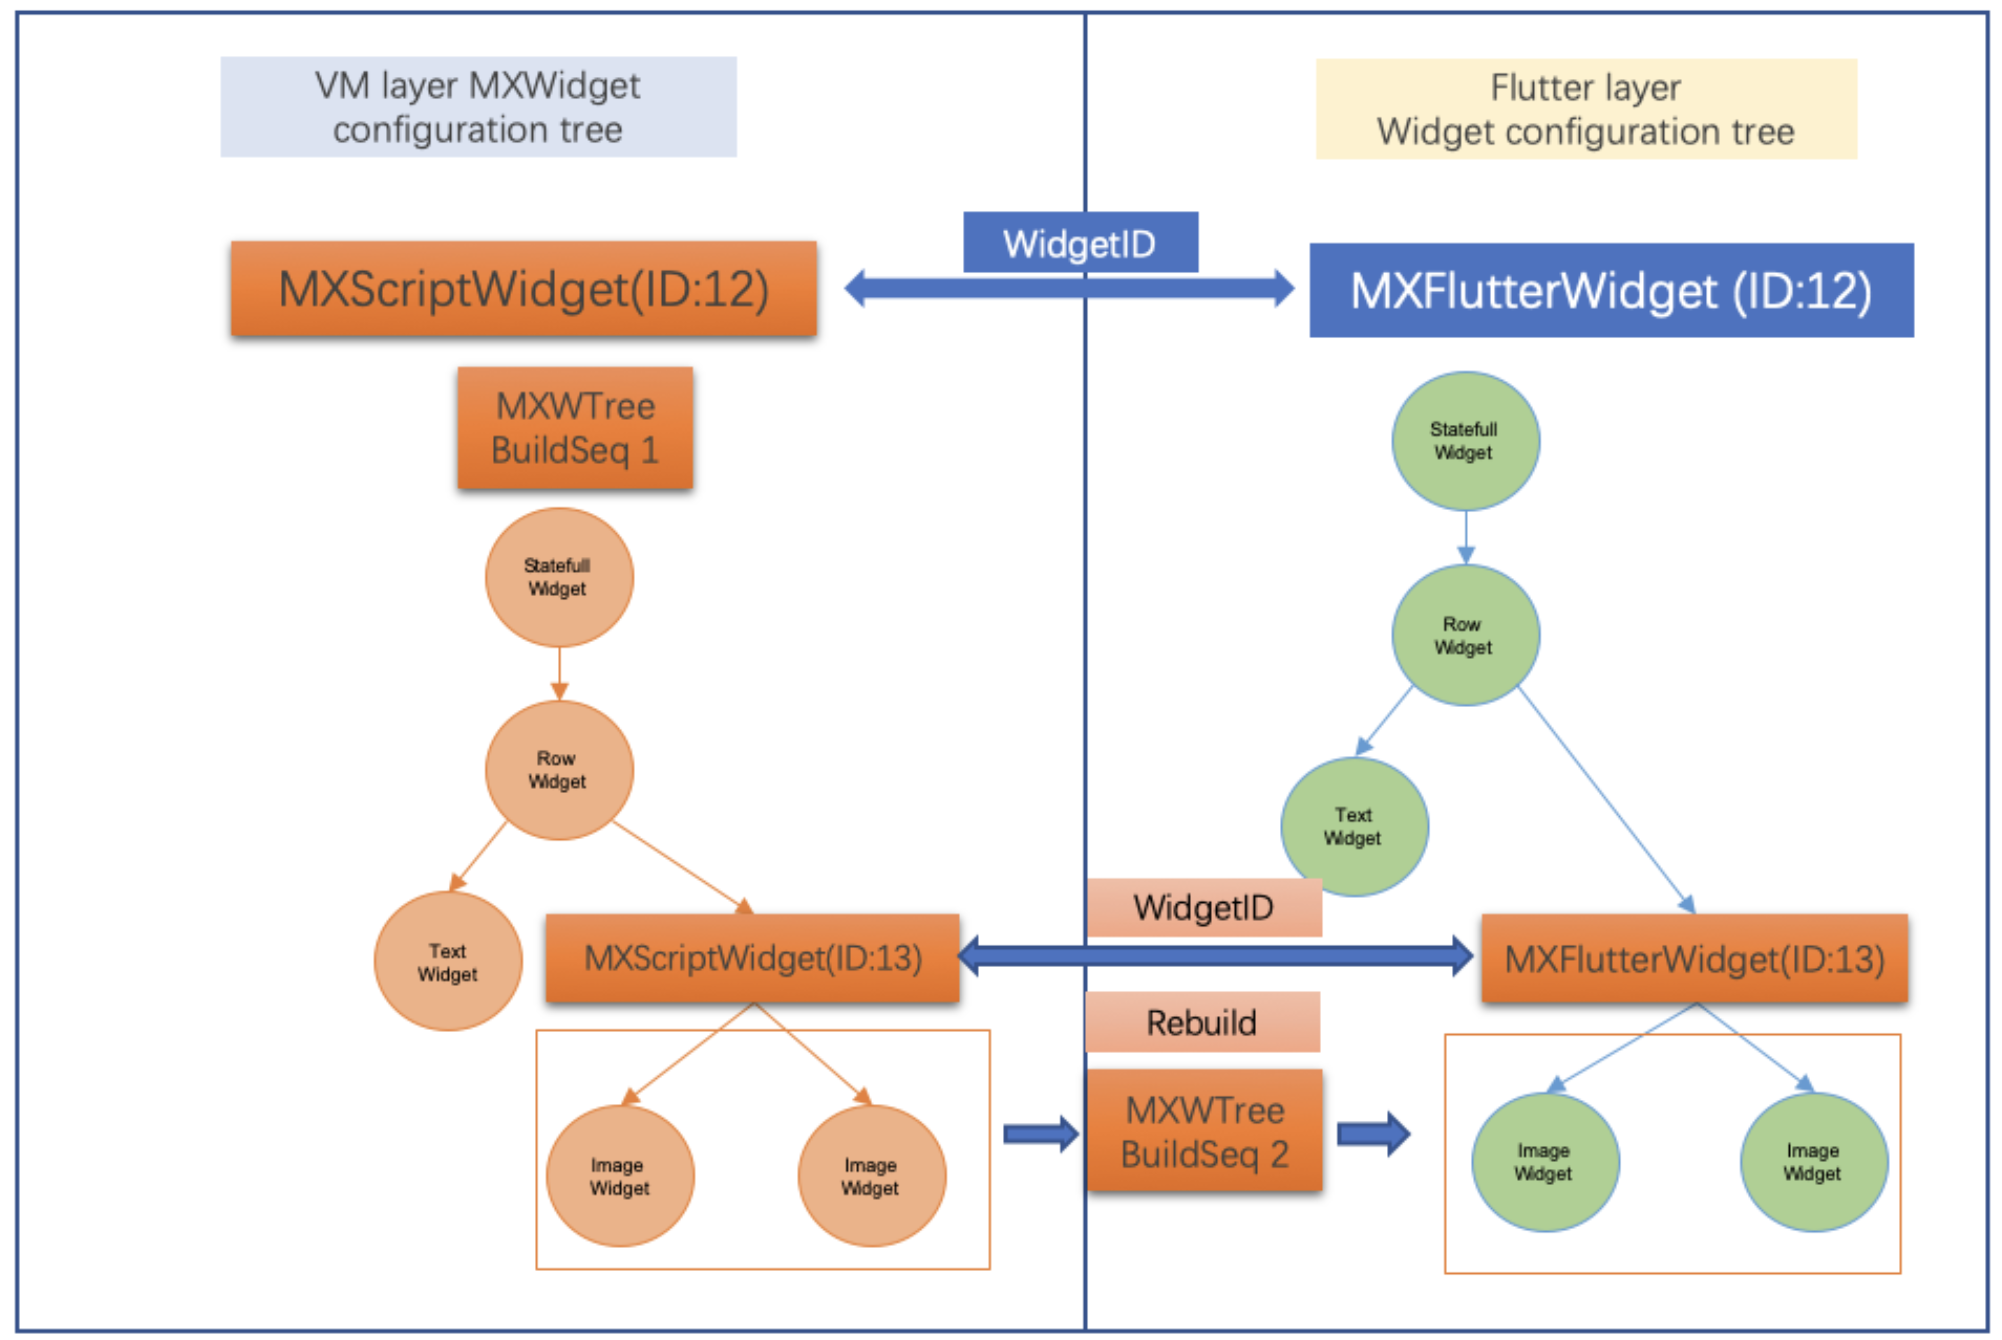 VM layer MXWidget
configuration tree
Flutter layer
Widget configuration tree
WidgetID
MXScriptWidget(ID:12)
MXFlutterWidget (ID:12)
MXWTree
BuildSeq 1
Statefull
Widget
Statefull
Widget
Row
Widget
Row
Widget
Text
Widget
WidgetID
Text
Widget
MXScriptWidget(ID:13)
MXFlutterWidget(ID:13)
Rebuild
MXWTree
BuildSeq 2
Image
Widget
Image
Widget
Image
Widget
Image
Widget